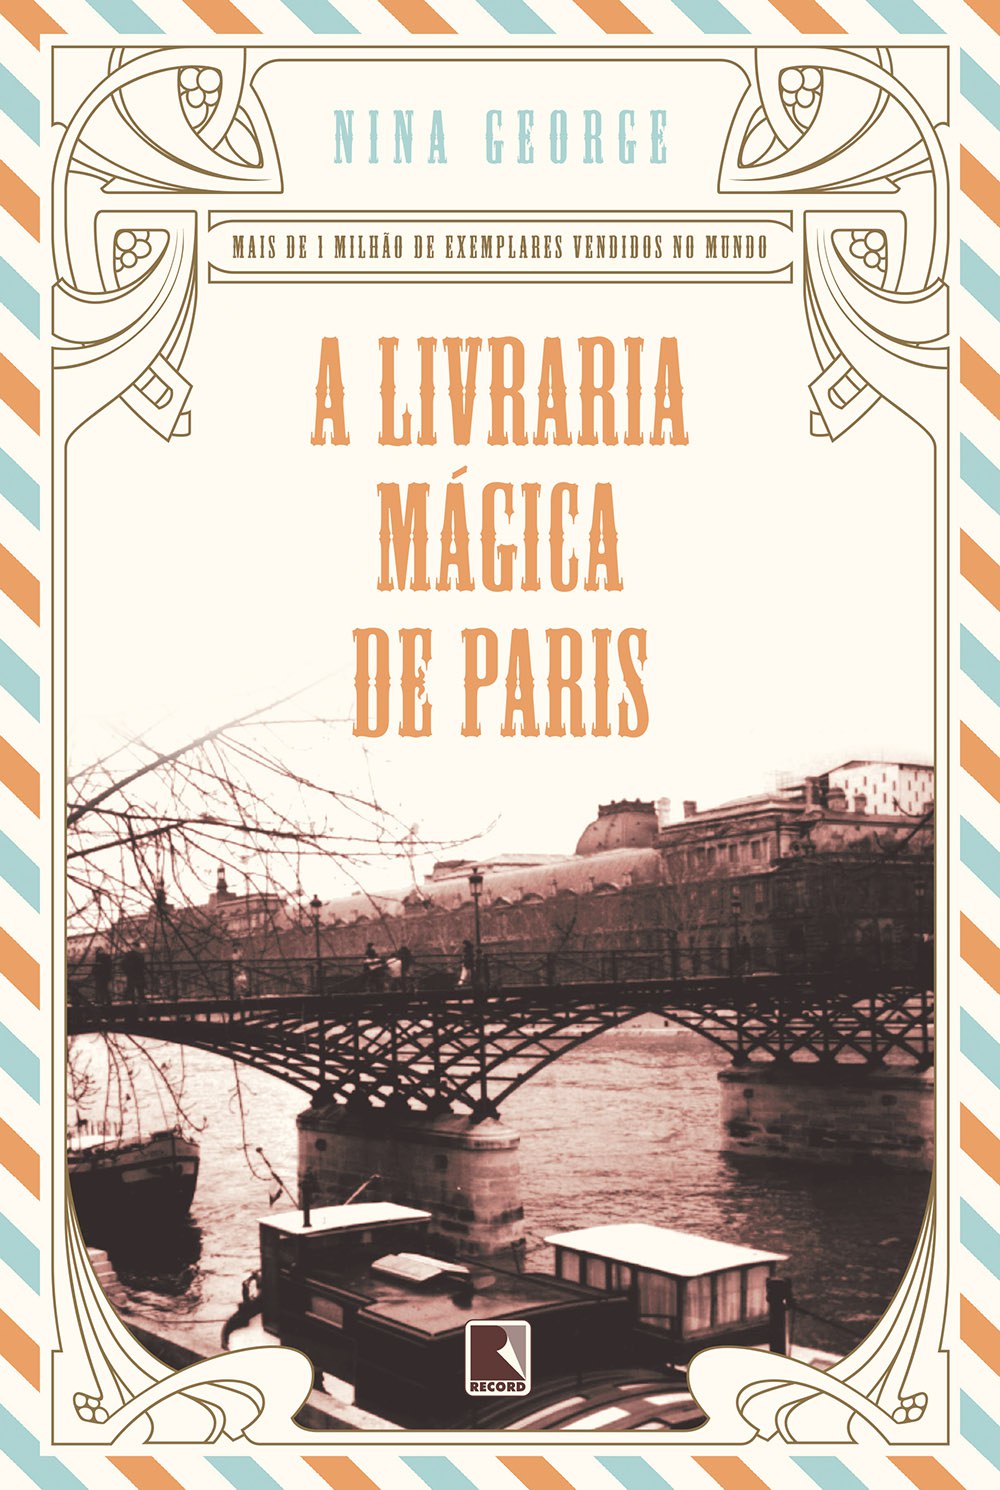 NINA GEORGE
MAIS DE 1 MILHÃO DE EXEMPLARES VENDIDOS NO MUNDO
A LIVRARIA
MÁGICA
DE PARIS
RECORD